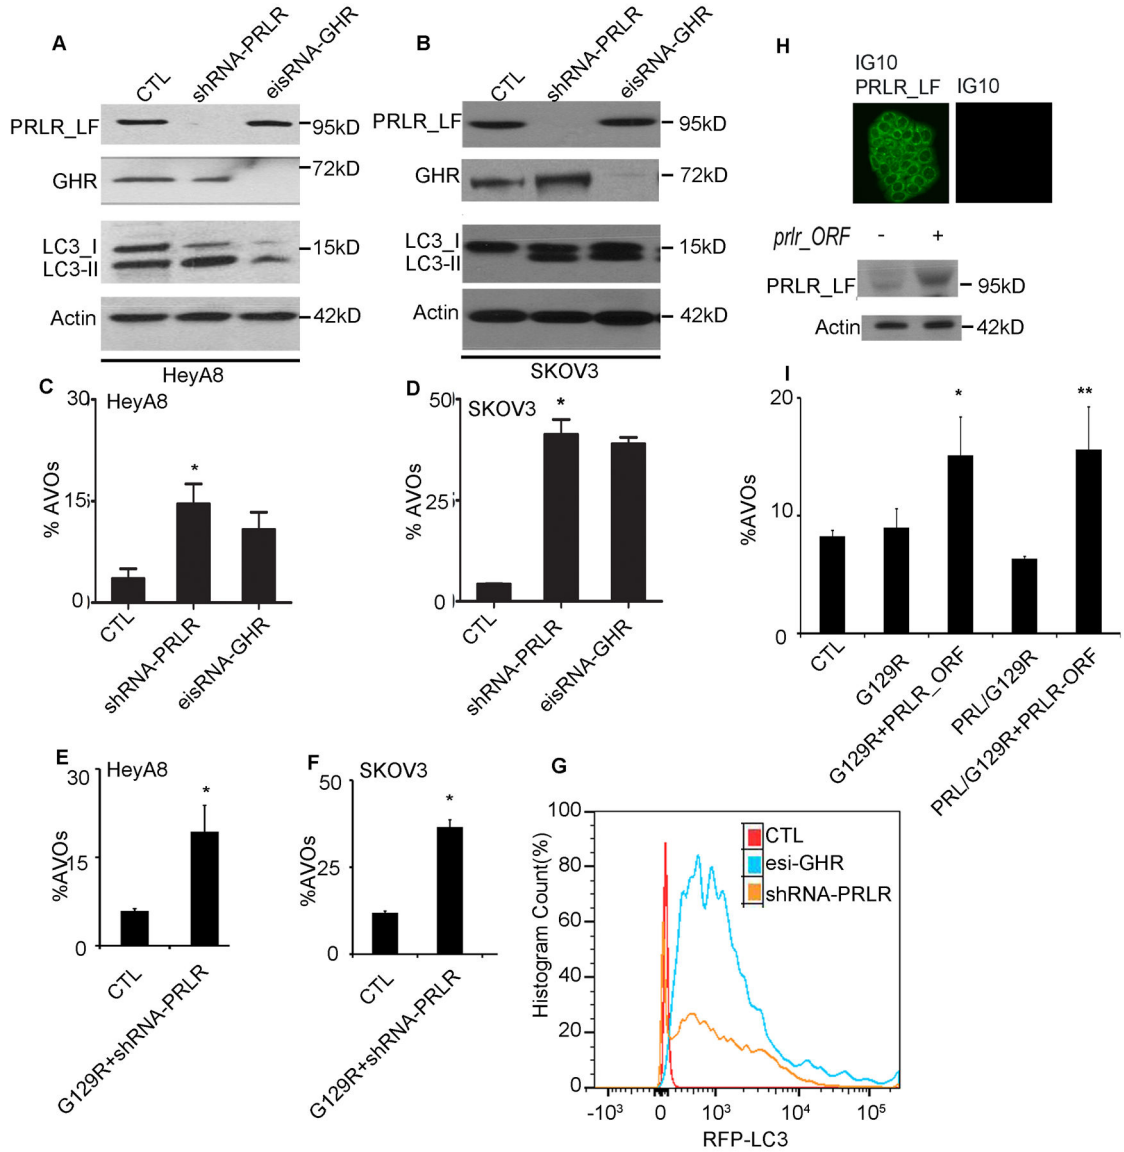 A
CTL
shRNA-PRLR
eisRNA-GHR
PRLR_LF
95kD
GHR
72kD
LC3_I
LC3-II
15kD
Actin
42kD
HeyA8
B
CTL
shRNA-PRLR
eisRNA-GHR
PRLR_LF
95kD
GHR
72kD
LC3_I
LC3-II
15kD
Actin
42kD
SKOV3
H
IG10
PRLR_LF
IG10
prlr_ORF
-
+
PRLR_LF
95kD
Actin
42kD
C
HeyA8
30
15
0
% AVOs
*
CTL
shRNA-PRLR
eisRNA-GHR
D
SKOV3
50
25
0
% AVOs
*
CTL
shRNA-PRLR
eisRNA-GHR
I
20
10
0
%AVOs
*
**
CTL
G129R
G129R+PRLR_ORF
PRL/G129R
PRL/G129R+PRLR-ORF
E
HeyA8
30
15
0
%AVOs
*
CTL
G129R+shRNA-PRLR
F
SKOV3
50
25
0
%AVOs
*
CTL
G129R+shRNA-PRLR
G
100
80
60
40
20
0
Histogram Count(%)
CTL
esi-GHR
shRNA-PRLR
-10³ 0 10³ 10⁴ 10⁵
RFP-LC3